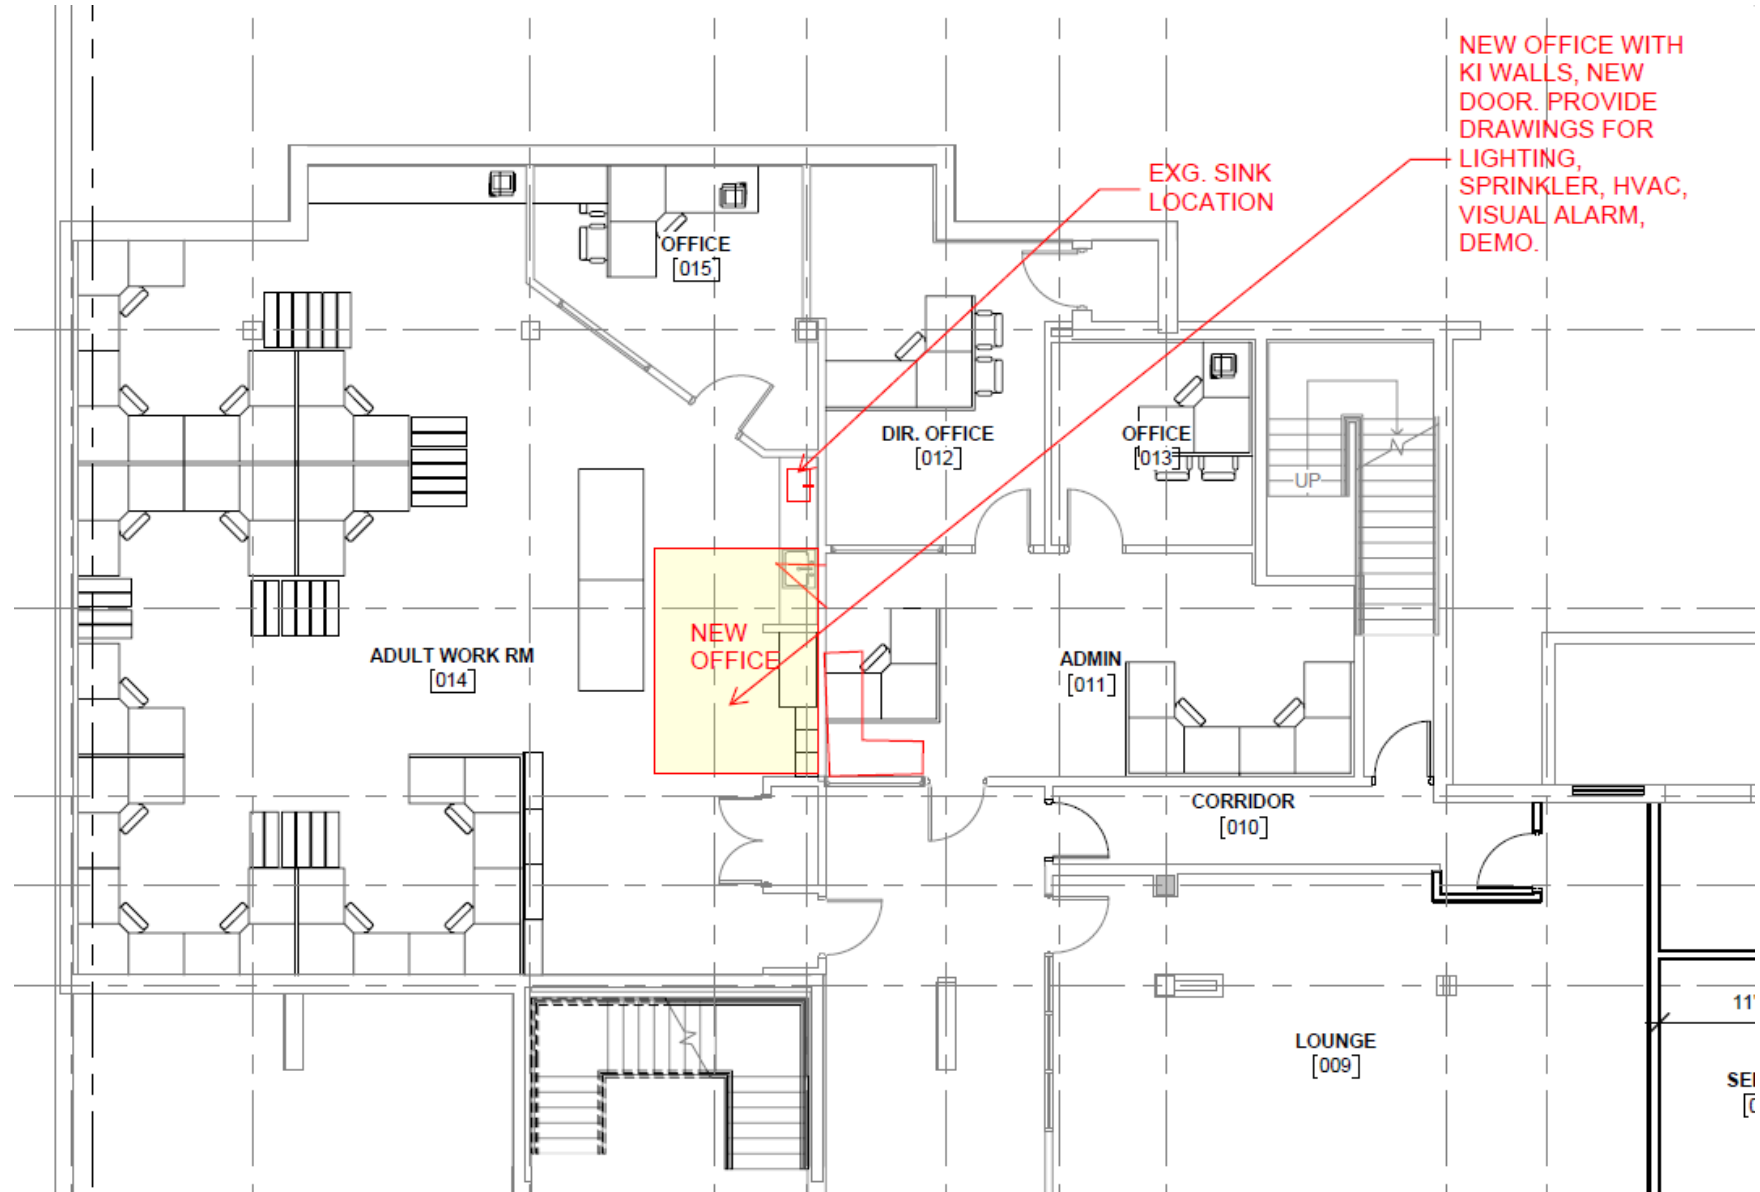 NEW OFFICE WITH
KI WALLS, NEW
DOOR. PROVIDE
DRAWINGS FOR
LIGHTING,
SPRINKLER, HVAC,
VISUAL ALARM,
DEMO.
EXG. SINK
LOCATION
OFFICE
[015]
DIR. OFFICE
[012]
OFFICE
[013]
UP
NEW
OFFICE
ADULT WORK RM
[014]
ADMIN
[011]
CORRIDOR
[010]
LOUNGE
[009]
11'